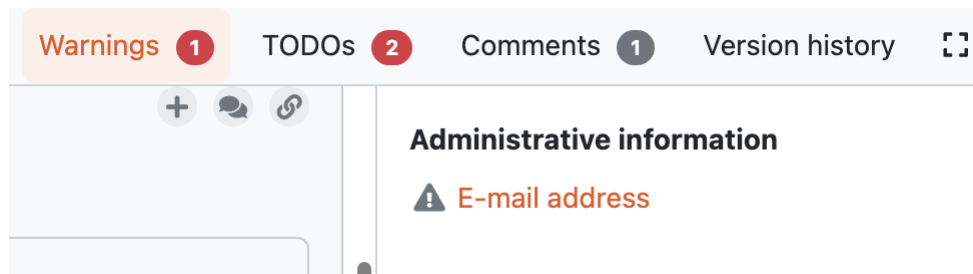 Warnings 1 TODOs 2 Comments 1 Version history
Administrative information
E-mail address